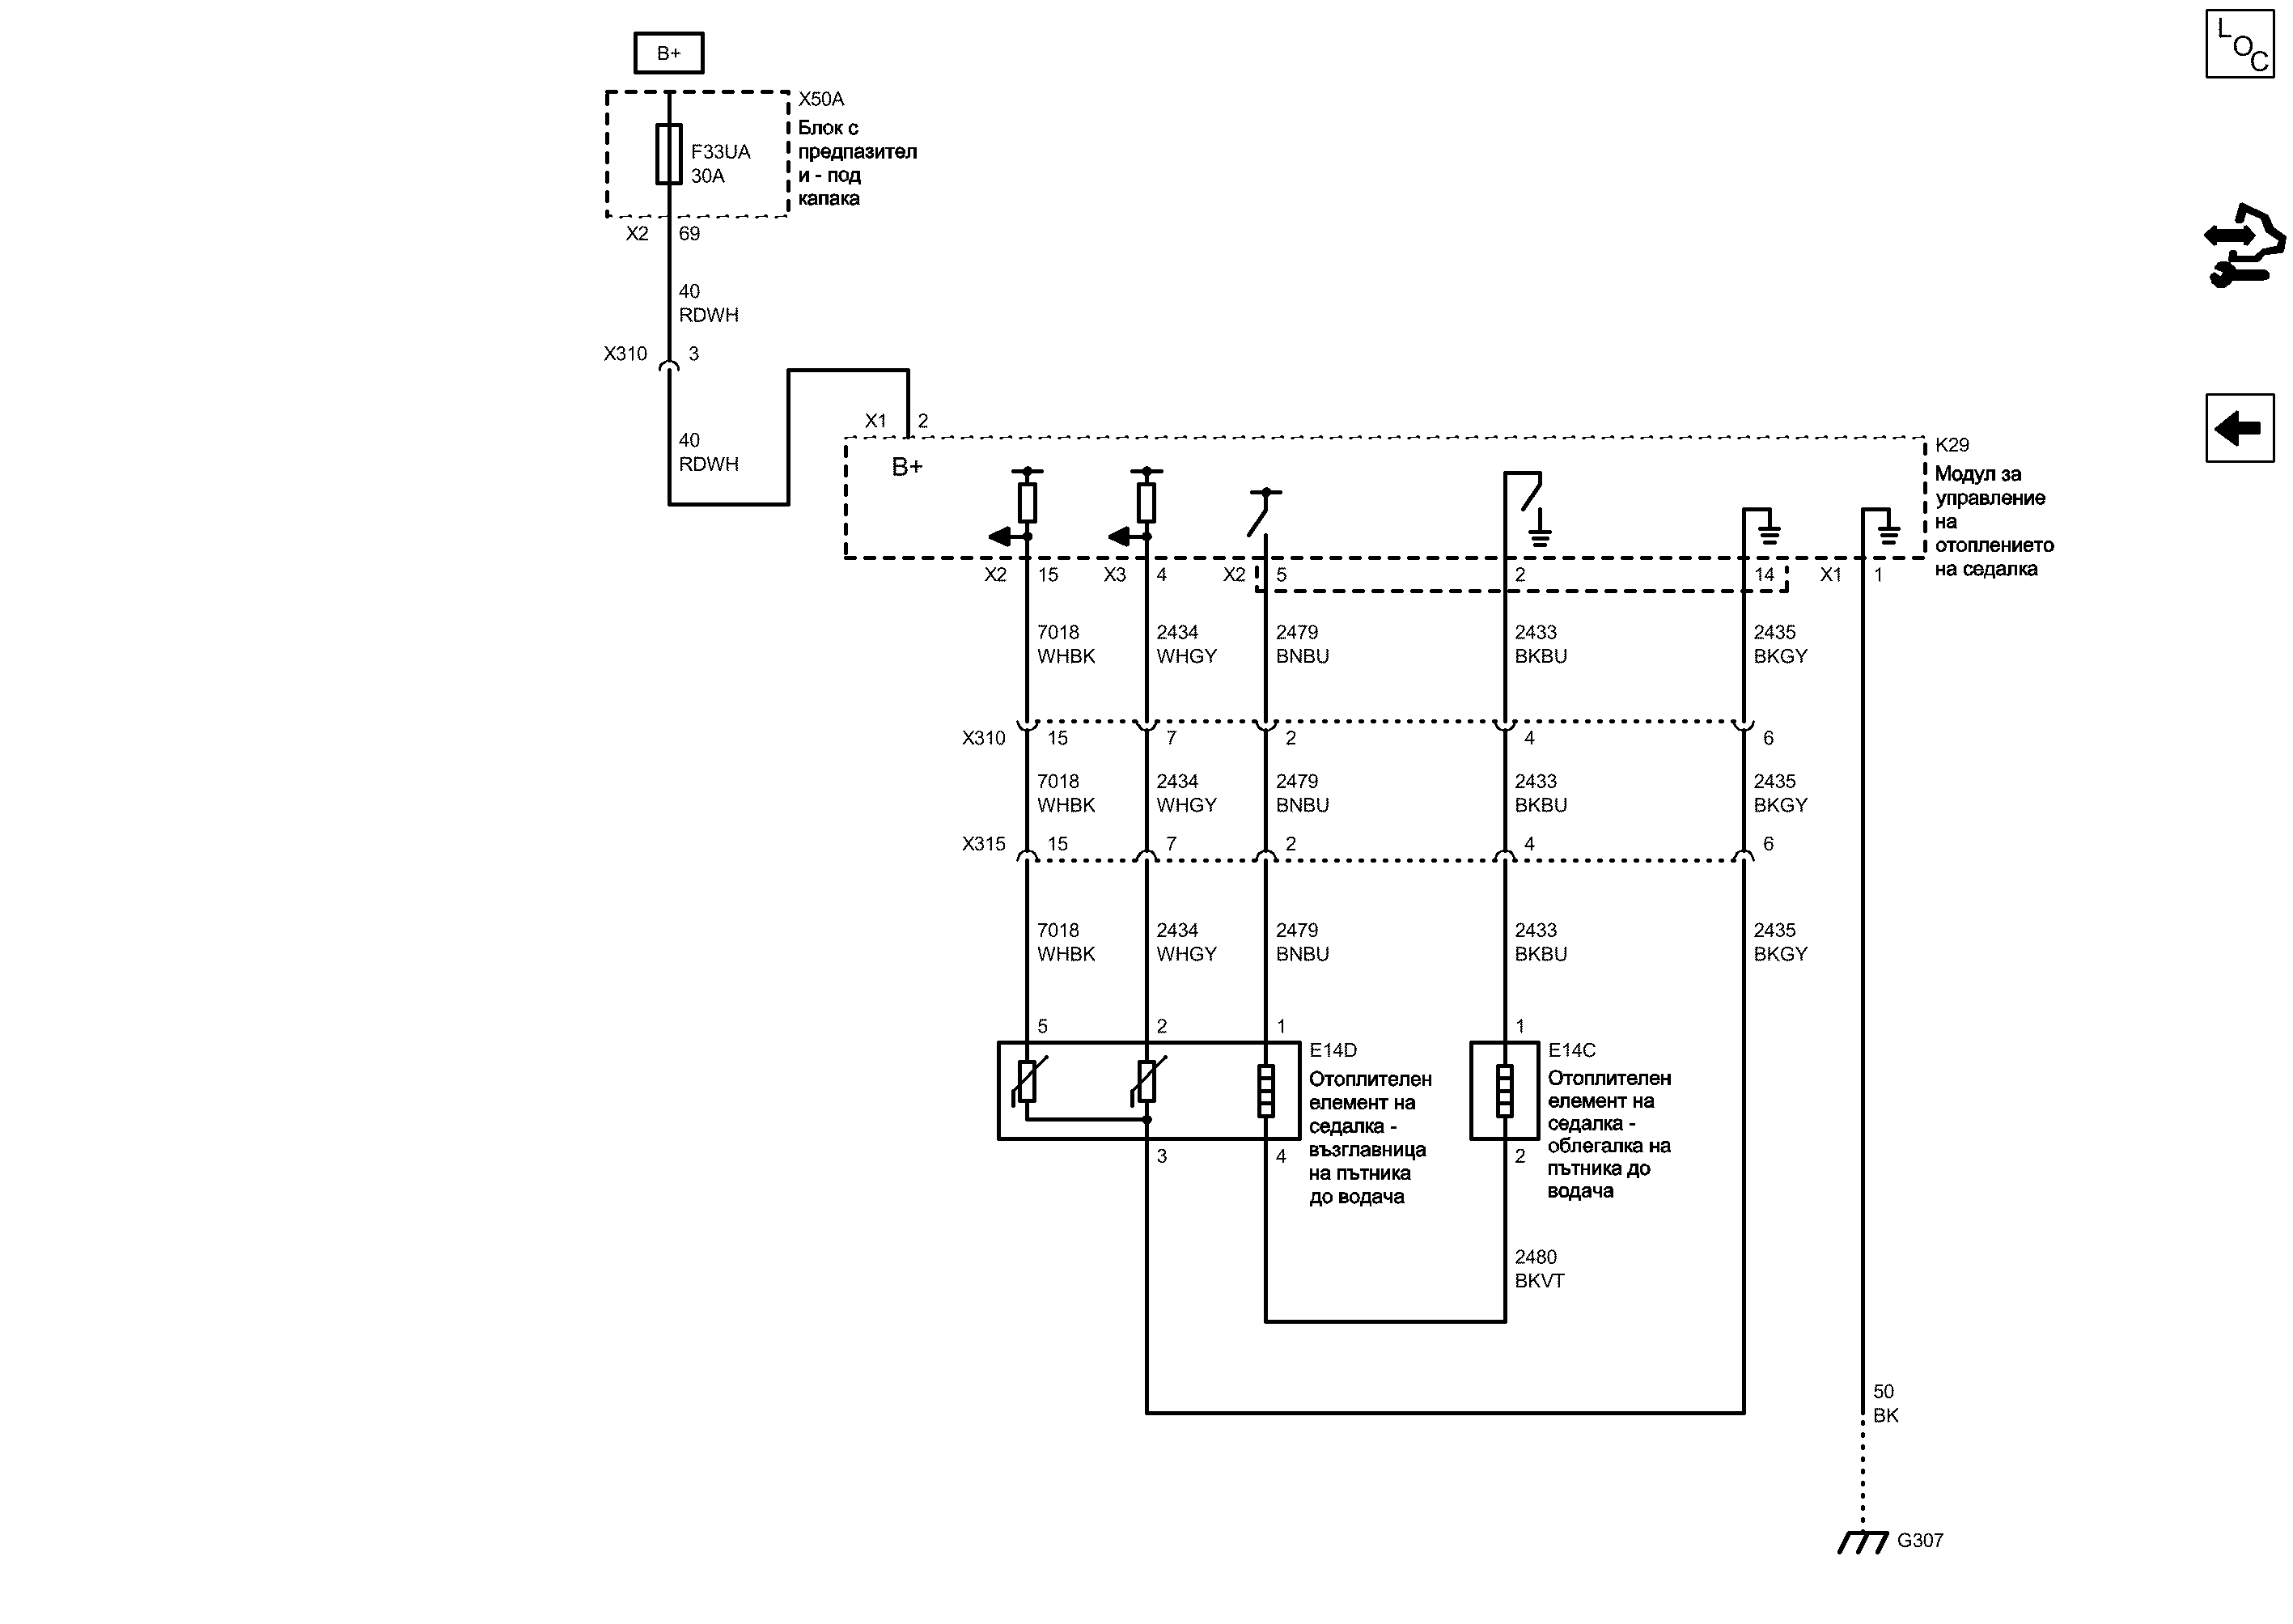 B+
LOC
X50A
Блок с
предпазител
и - под
капака
F33UA
30A
X2 69
40
RDWH
X310 3
40
RDWH
X1 2
B+
K29
Модул за
управление
на
отоплението
на седалка
X2 15 X3 4 X2 5 2 14 X1 1
7018 2434 2479 2433 2435
WHBK WHGY BNBU BKBU BKGY
X310 15 7 2 4 6
7018 2434 2479 2433 2435
WHBK WHGY BNBU BKBU BKGY
X315 15 7 2 4 6
7018 2434 2479 2433 2435
WHBK WHGY BNBU BKBU BKGY
5 2 1 1
E14D
Отоплителен
елемент на
седалка -
възглавница
на пътника
до водача
E14C
Отоплителен
елемент на
седалка -
облегалка на
пътника до
водача
3 4 2
2480
BKVT
50
BK
G307